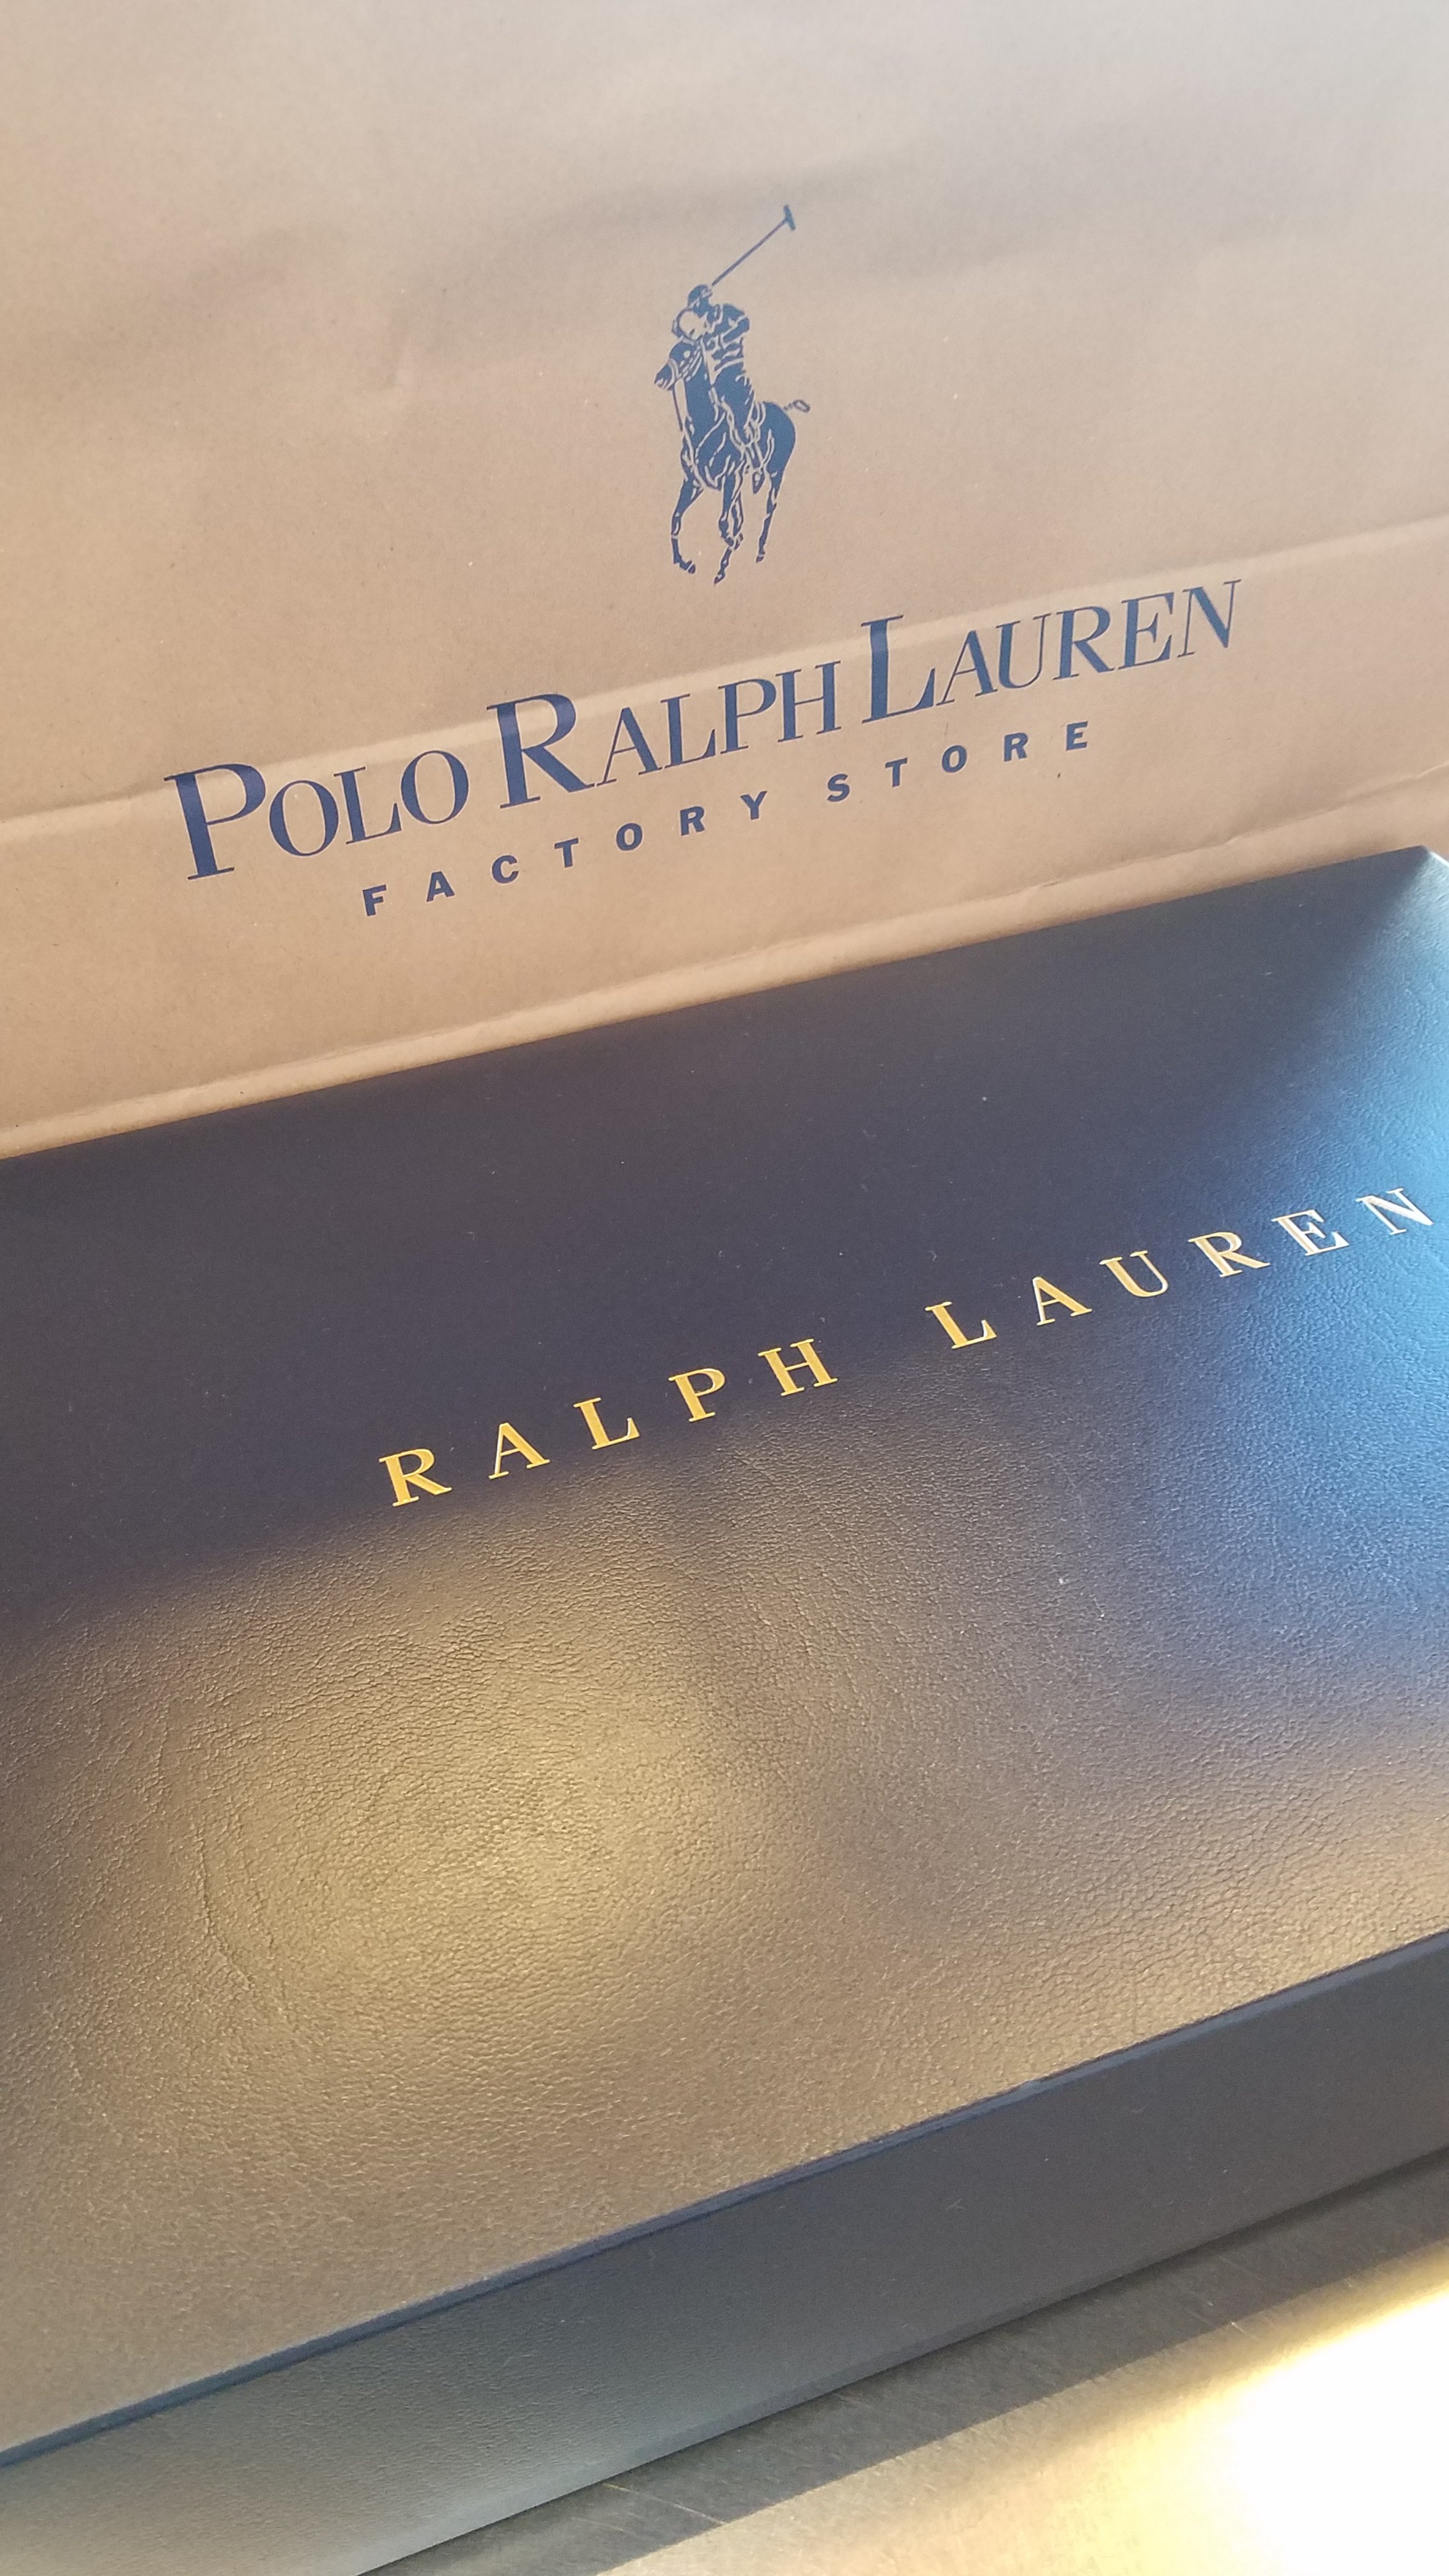 POLO RALPH LAUREN
FACTORY STORE
RALPH LAUREN